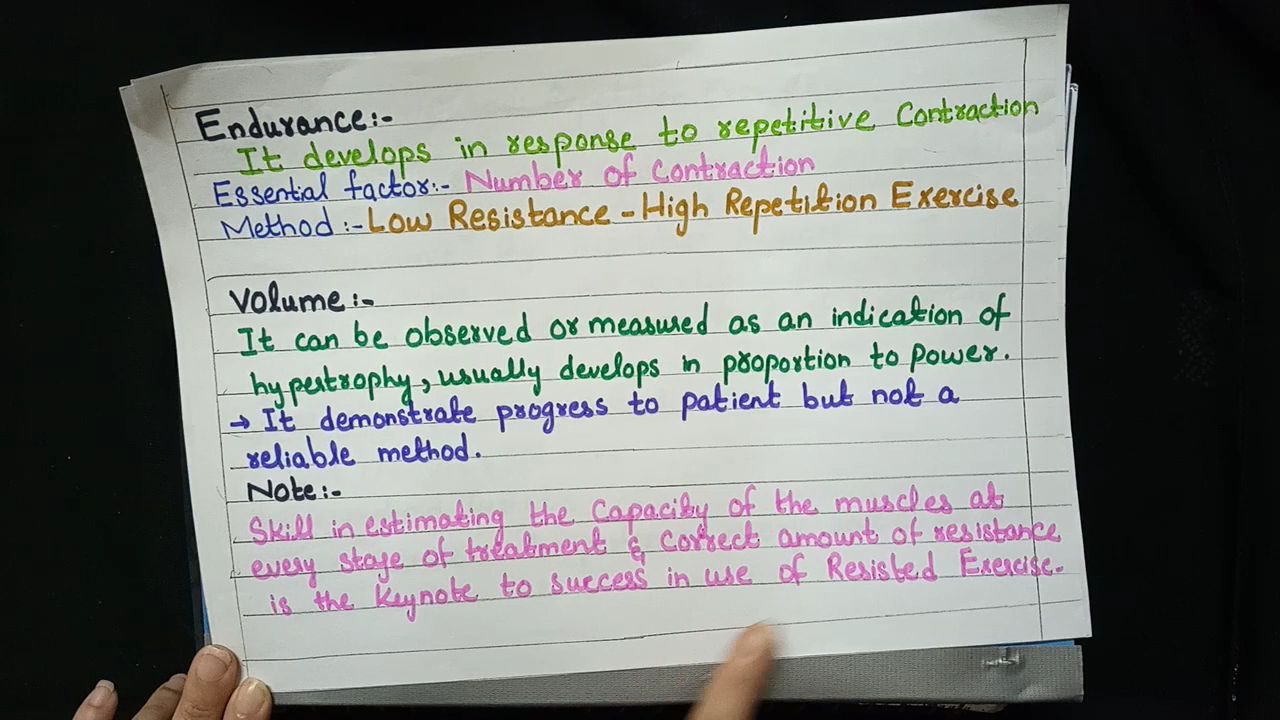 Endurance:-
It develops in response to repetitive Contraction
Essential factor:- Number of Contraction
Method:- Low Resistance - High Repetition Exercise
Volume:-
It can be observed or measured as an indication of
hypertrophy, usually develops in proportion to power.
→ It demonstrate progress to patient but not a
reliable method.
Note:-
Skill in estimating the Capacity of the muscles at
every stage of treatment & Correct amount of resistance
is the Keynote to success in use of Resisted Exercise.